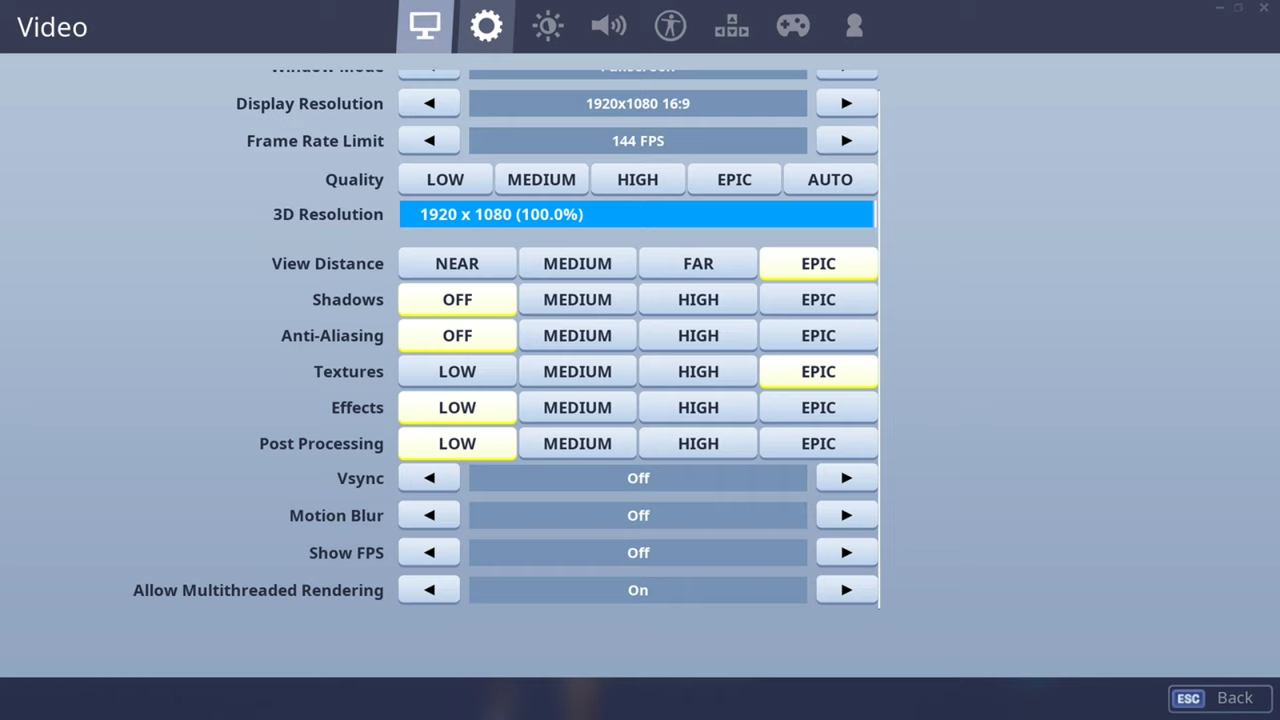 Video
Window Mode Fullscreen
Display Resolution 1920x1080 16:9
Frame Rate Limit 144 FPS
Quality LOW MEDIUM HIGH EPIC AUTO
3D Resolution 1920 x 1080 (100.0%)
View Distance NEAR MEDIUM FAR EPIC
Shadows OFF MEDIUM HIGH EPIC
Anti-Aliasing OFF MEDIUM HIGH EPIC
Textures LOW MEDIUM HIGH EPIC
Effects LOW MEDIUM HIGH EPIC
Post Processing LOW MEDIUM HIGH EPIC
Vsync Off
Motion Blur Off
Show FPS Off
Allow Multithreaded Rendering On
ESC Back